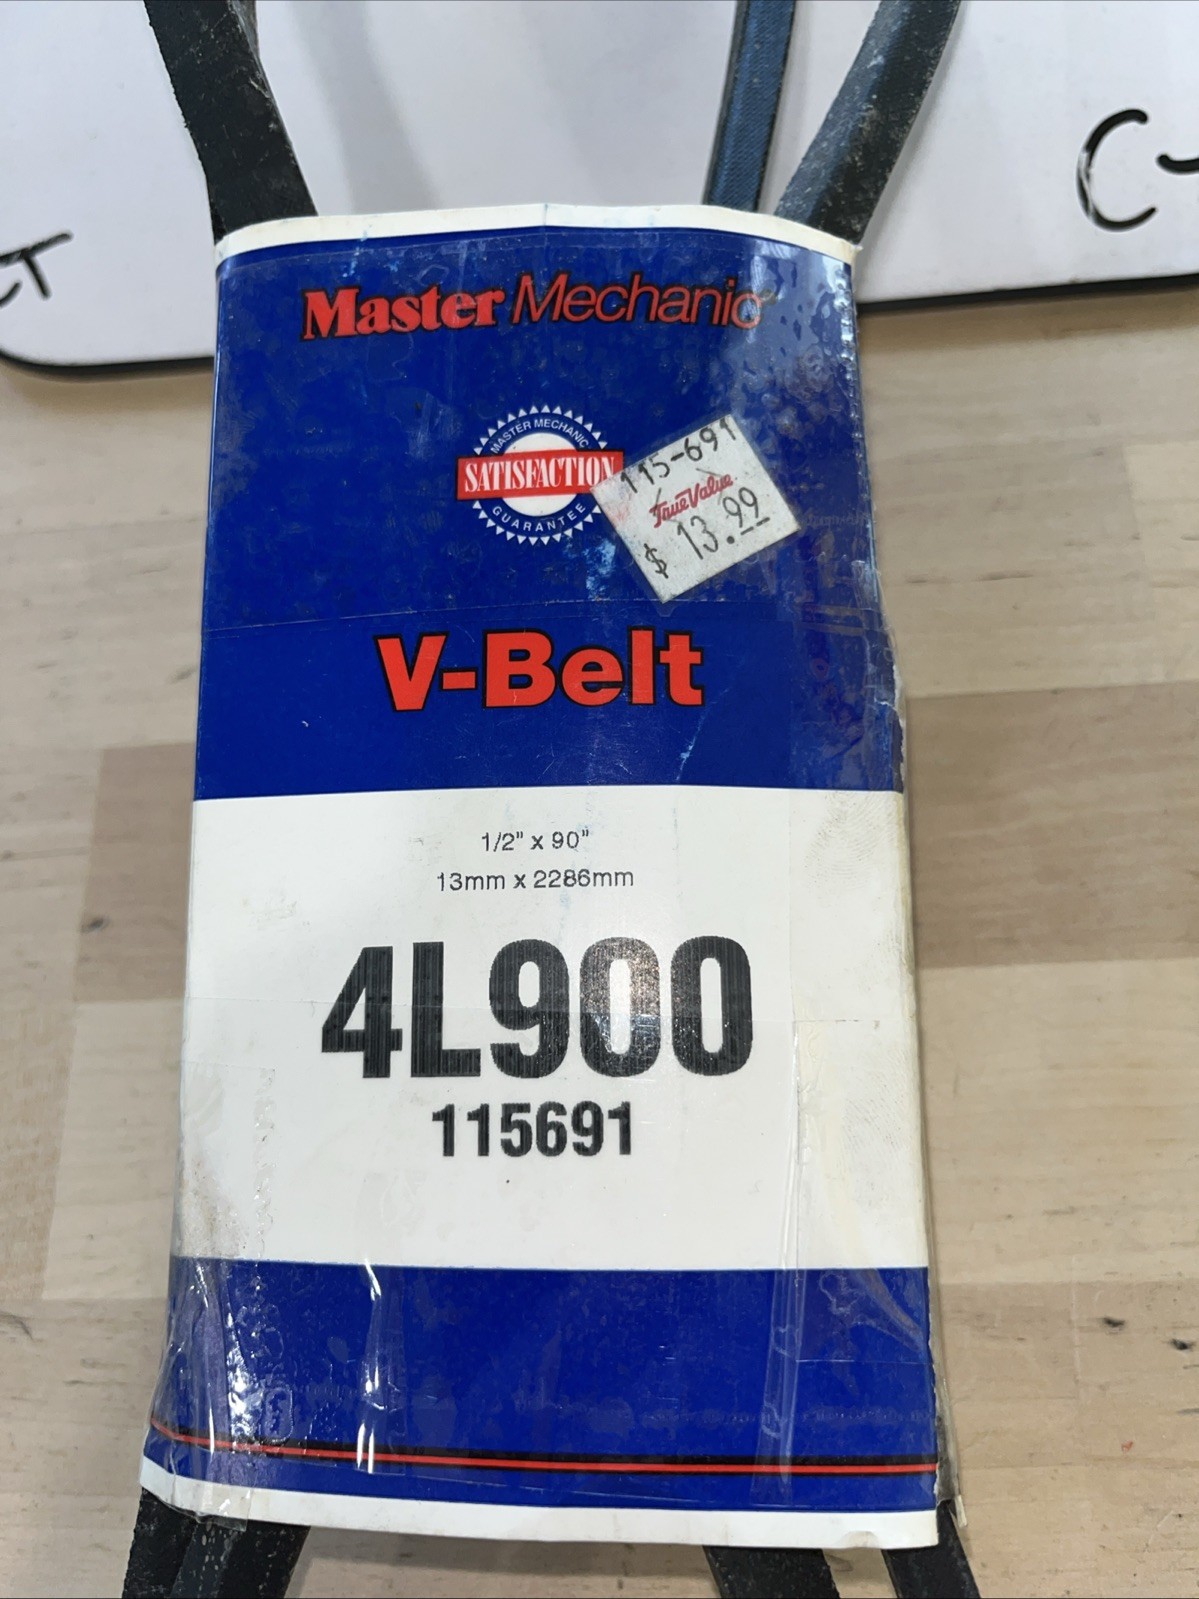 Master Mechanic
MASTER MECHANIC
SATISFACTION
GUARANTEE
115-691
True Value
$ 13.99
V-Belt
1/2" x 90"
13mm x 2286mm
4L900
115691